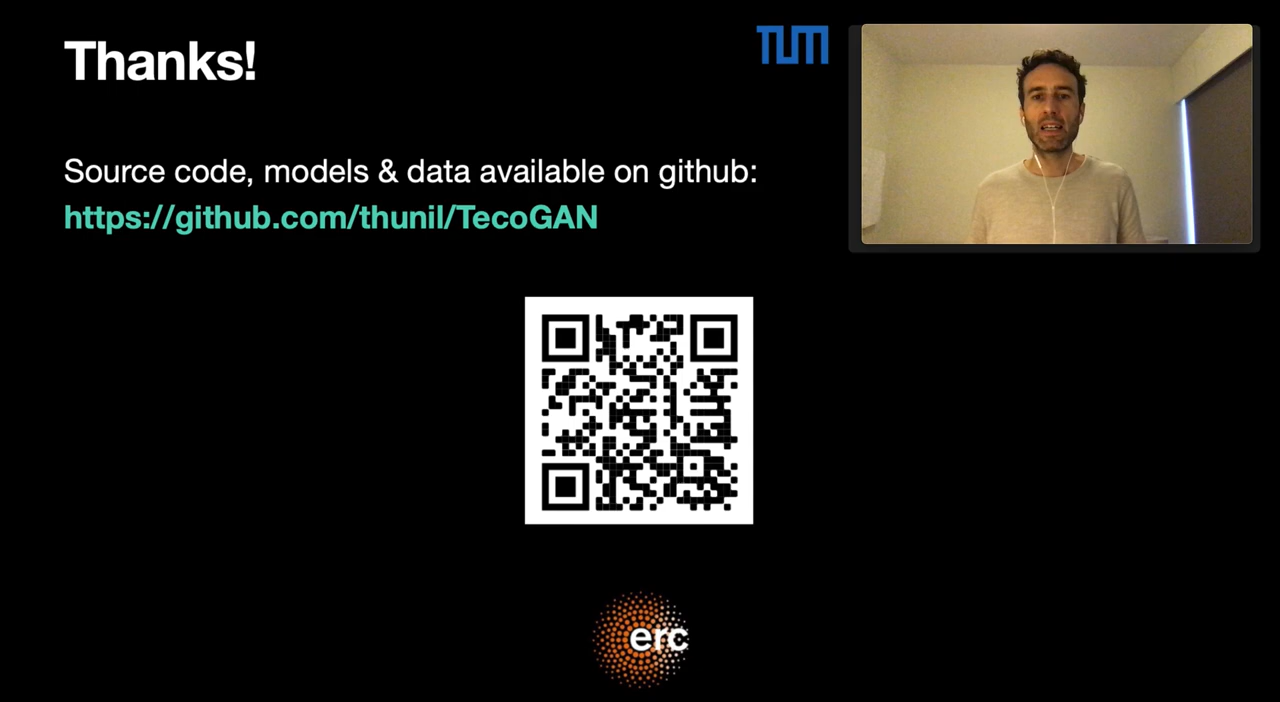 Thanks!
TUM
Source code, models & data available on github:
https://github.com/thunil/TecoGAN
erc